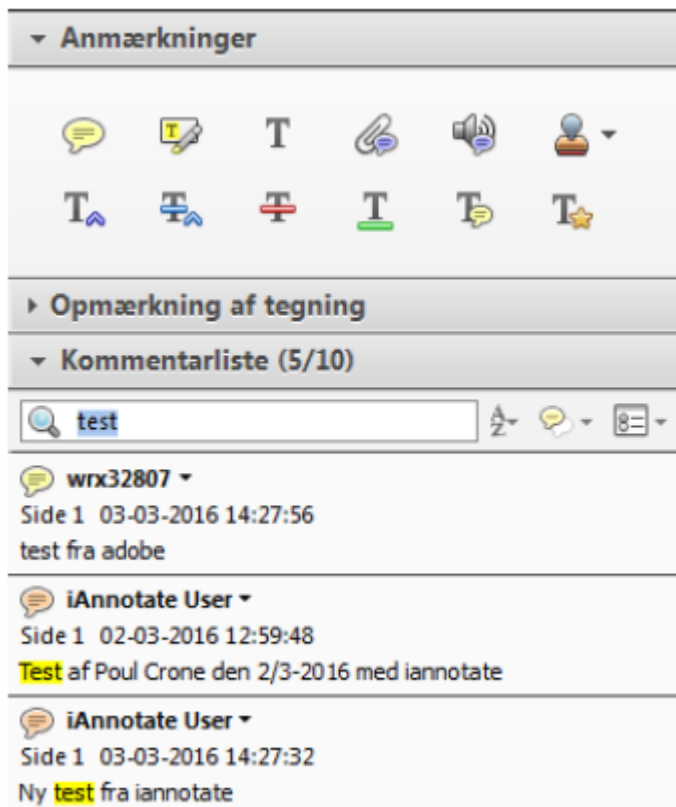 Anmærkninger
Opmærkning af tegning
Kommentarliste (5/10)
test
wrx32807
Side 1 03-03-2016 14:27:56
test fra adobe
iAnnotate User
Side 1 02-03-2016 12:59:48
Test af Poul Crone den 2/3-2016 med iannotate
iAnnotate User
Side 1 03-03-2016 14:27:32
Ny test fra iannotate